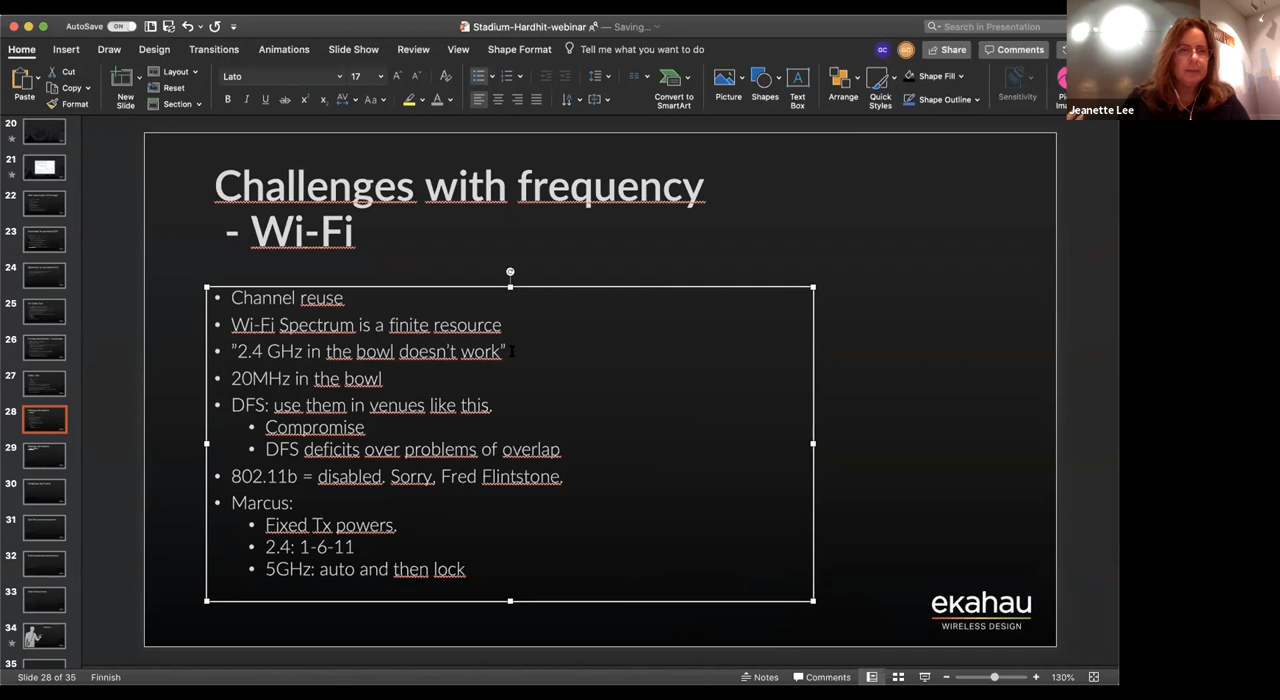 AutoSave ON Stadium-Hardhit-webinar — Saving... Search in Presentation
Home Insert Draw Design Transitions Animations Slide Show Review View Shape Format Tell me what you want to do GC Share Comments
Paste Cut Copy Format
New Slide Layout Reset Section
Lato 17
B I U ab X² X₂ AV Aa A
Convert to SmartArt
Picture Shapes Text Box Arrange Quick Styles Shape Fill Shape Outline Sensitivity
Jeanette Lee
20
21
22
23
24
25
26
27
28
29
30
31
32
33
34
35
Challenges with frequency
- Wi-Fi
• Channel reuse
• Wi-Fi Spectrum is a finite resource
• ”2.4 GHz in the bowl doesn’t work”
• 20MHz in the bowl
• DFS: use them in venues like this.
• Compromise
• DFS deficits over problems of overlap
• 802.11b = disabled. Sorry, Fred Flintstone.
• Marcus:
• Fixed Tx powers.
• 2.4: 1-6-11
• 5GHz: auto and then lock
ekahau
WIRELESS DESIGN
Slide 28 of 35 Finnish Notes Comments 130%